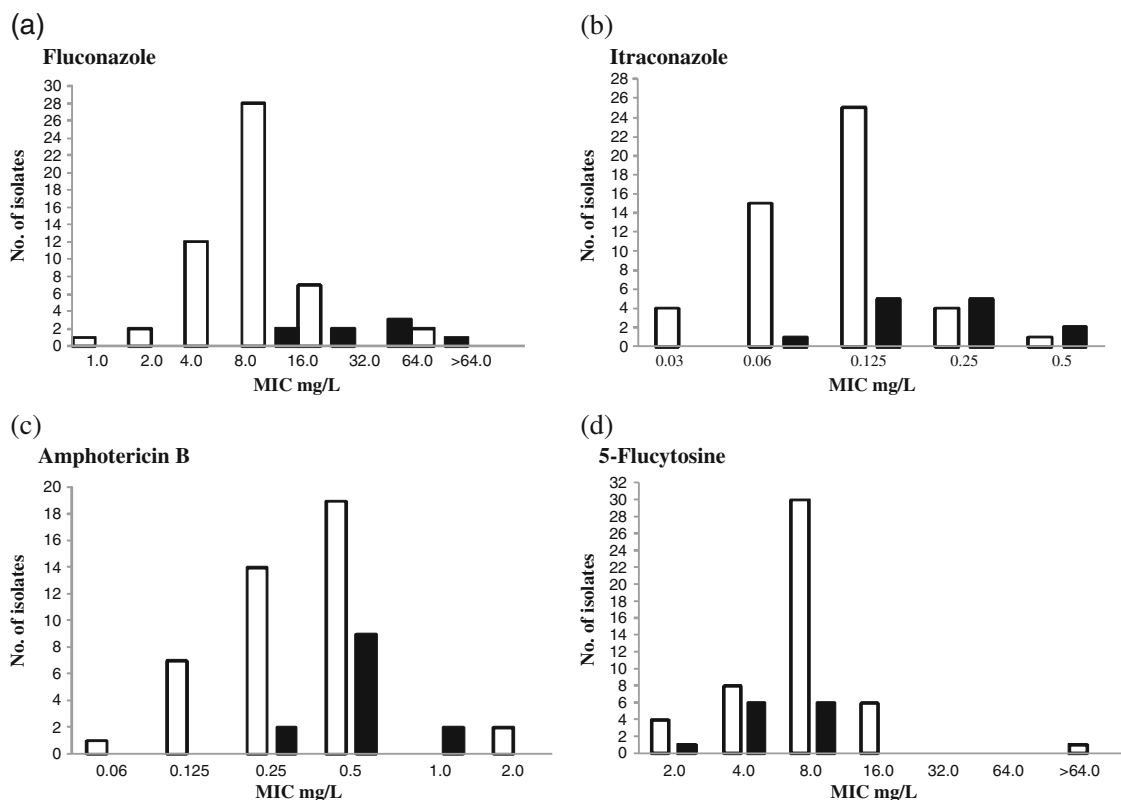 (a)
Fluconazole
No. of isolates
30
28
26
24
22
20
18
16
14
12
10
8
6
4
2
0
1.0 2.0 4.0 8.0 16.0 32.0 64.0 >64.0
MIC mg/L
(b)
Itraconazole
No. of isolates
28
26
24
22
20
18
16
14
12
10
8
6
4
2
0
0.03 0.06 0.125 0.25 0.5
MIC mg/L
(c)
Amphotericin B
No. of isolates
20
18
16
14
12
10
8
6
4
2
0
0.06 0.125 0.25 0.5 1.0 2.0
MIC mg/L
(d)
5-Flucytosine
No. of isolates
32
30
28
26
24
22
20
18
16
14
12
10
8
6
4
2
0
2.0 4.0 8.0 16.0 32.0 64.0 >64.0
MIC mg/L